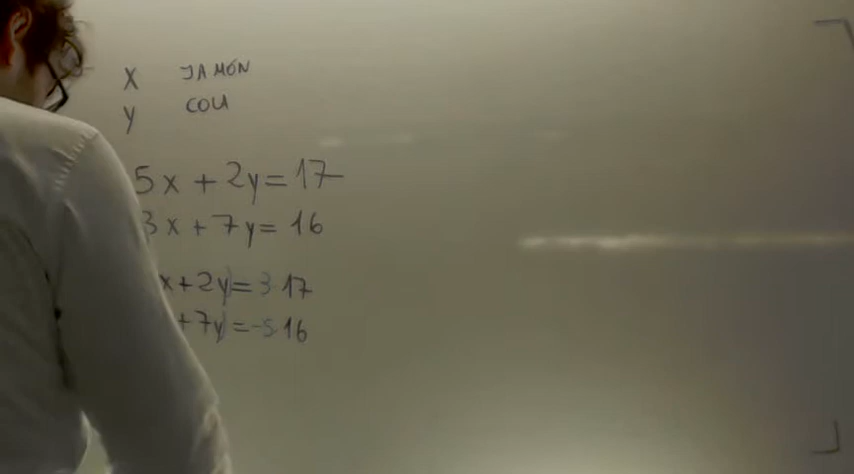 X JAMÓN
y COLA
5x + 2y = 17
3x + 7y = 16
x + 2y) = 3·17
+ 7y) = -5·16